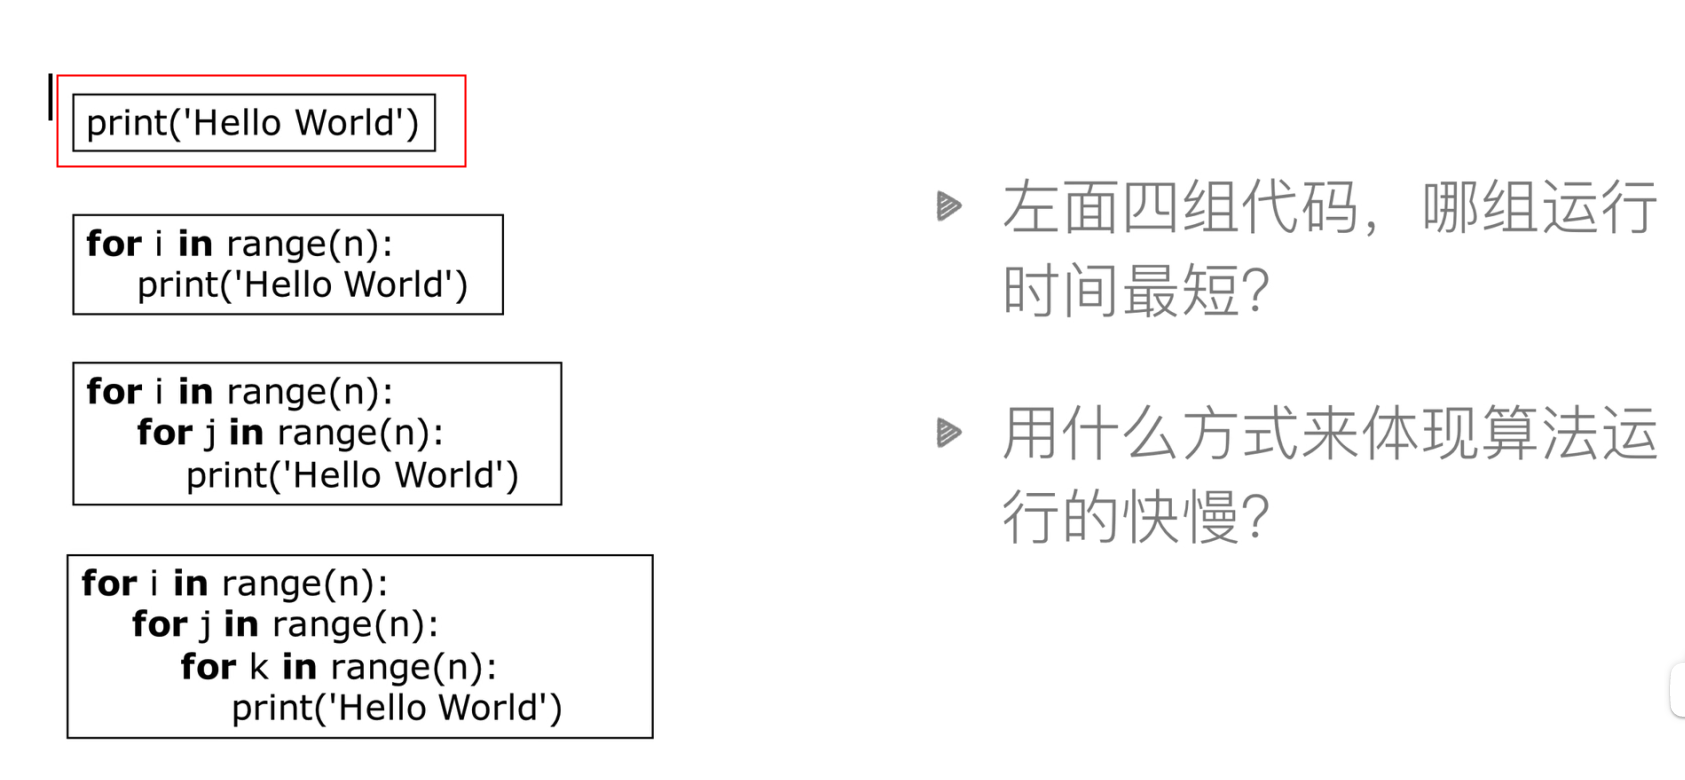 print('Hello World')
for i in range(n):
print('Hello World')
for i in range(n):
for j in range(n):
print('Hello World')
for i in range(n):
for j in range(n):
for k in range(n):
print('Hello World')
左面四组代码，哪组运行
时间最短？
用什么方式来体现算法运
行的快慢？